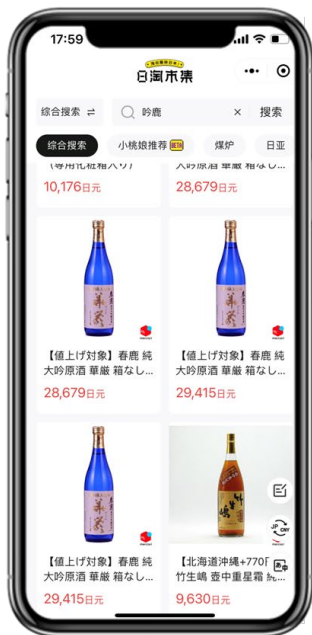 17:59
日淘市集
综合搜索
吟鹿
×
搜索
综合搜索
小桃娘推荐
煤炉
日亚
（専用化粧箱入り）
大吟原酒 華厳 箱なし...
10,176日元
28,679日元
【値上げ対象】春鹿 純
大吟原酒 華厳 箱なし...
28,679日元
【値上げ対象】春鹿 純
大吟原酒 華厳 箱なし...
29,415日元
【値上げ対象】春鹿 純
大吟原酒 華厳 箱なし...
29,415日元
【北海道沖縄+770円
竹生嶋 壺中重星霜 純...
9,630日元
JP
CNY